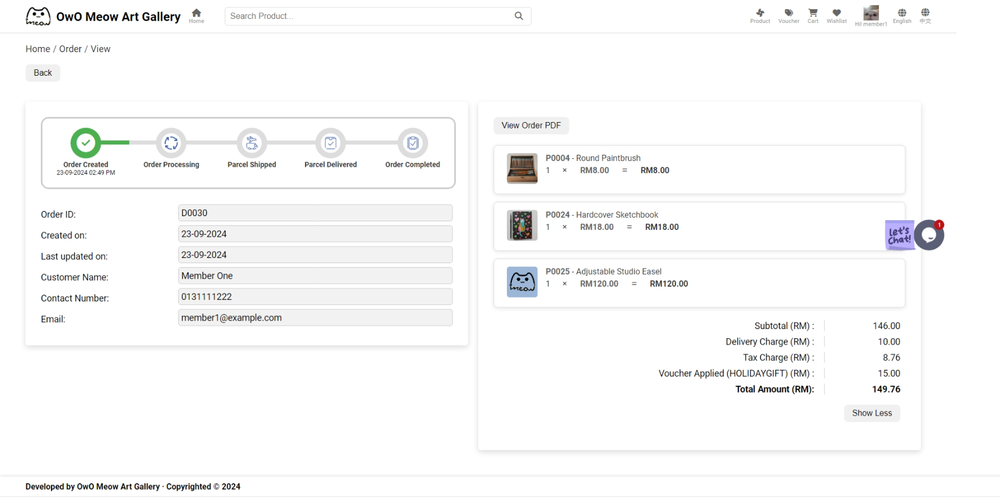 meow OwO Meow Art Gallery Home Search Product... Product Voucher Cart Wishlist Hi! member1 English 中文
Home / Order / View
Back
Order Created
23-09-2024 02:49 PM
Order Processing
Parcel Shipped
Parcel Delivered
Order Completed
Order ID: D0030
Created on: 23-09-2024
Last updated on: 23-09-2024
Customer Name: Member One
Contact Number: 0131111222
Email: member1@example.com
View Order PDF
P0004 - Round Paintbrush
1 × RM8.00 = RM8.00
P0024 - Hardcover Sketchbook
1 × RM18.00 = RM18.00
let's
Chat!
1
meow
P0025 - Adjustable Studio Easel
1 × RM120.00 = RM120.00
Subtotal (RM) : 146.00
Delivery Charge (RM) : 10.00
Tax Charge (RM) : 8.76
Voucher Applied (HOLIDAYGIFT) (RM) : 15.00
Total Amount (RM): 149.76
Show Less
Developed by OwO Meow Art Gallery · Copyrighted © 2024